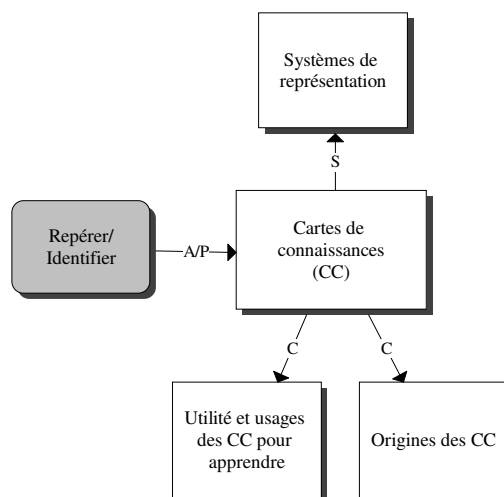 Systèmes de
représentation
S
Repérer/
Identifier
A/P
Cartes de
connaissances
(CC)
C
C
Utilité et usages
des CC pour
apprendre
Origines des CC